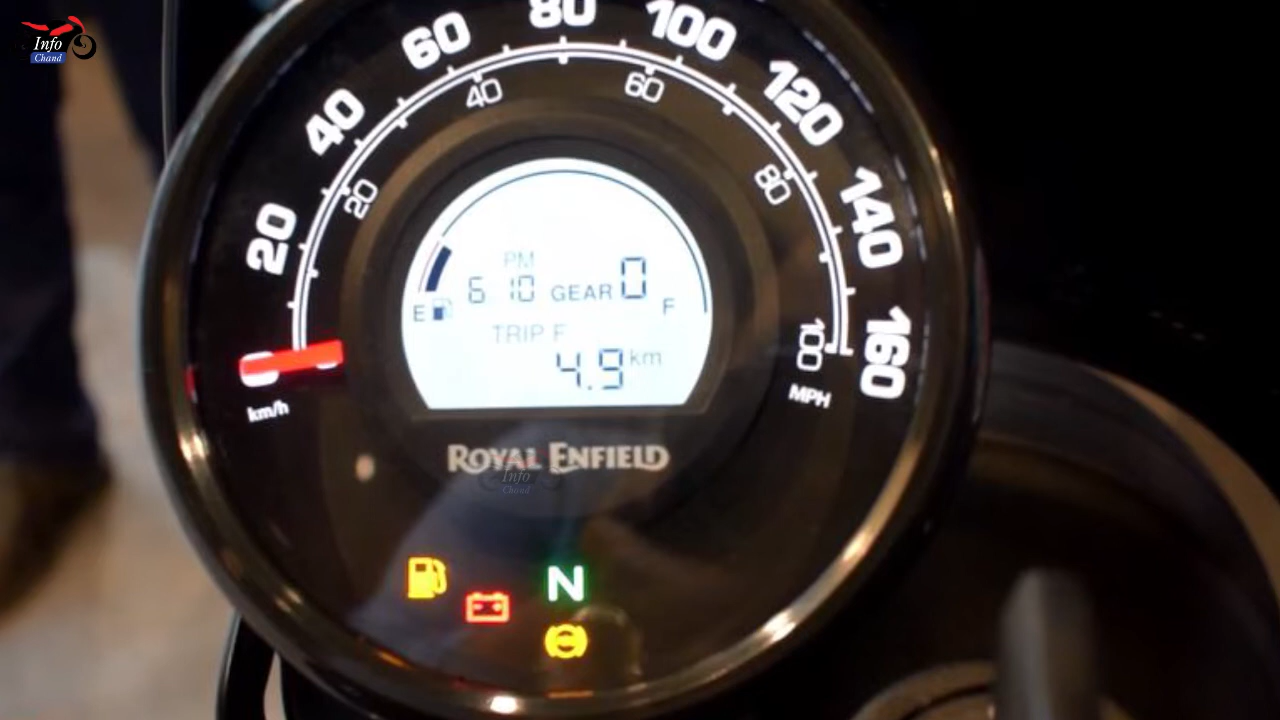 Info
Chand
20
40
60
80
100
120
140
160
km/h
20
40
60
80
100
MPH
PM
6 10 GEAR 0
E F
TRIP F
4.9 km
ROYAL ENFIELD
Info
Chand
N